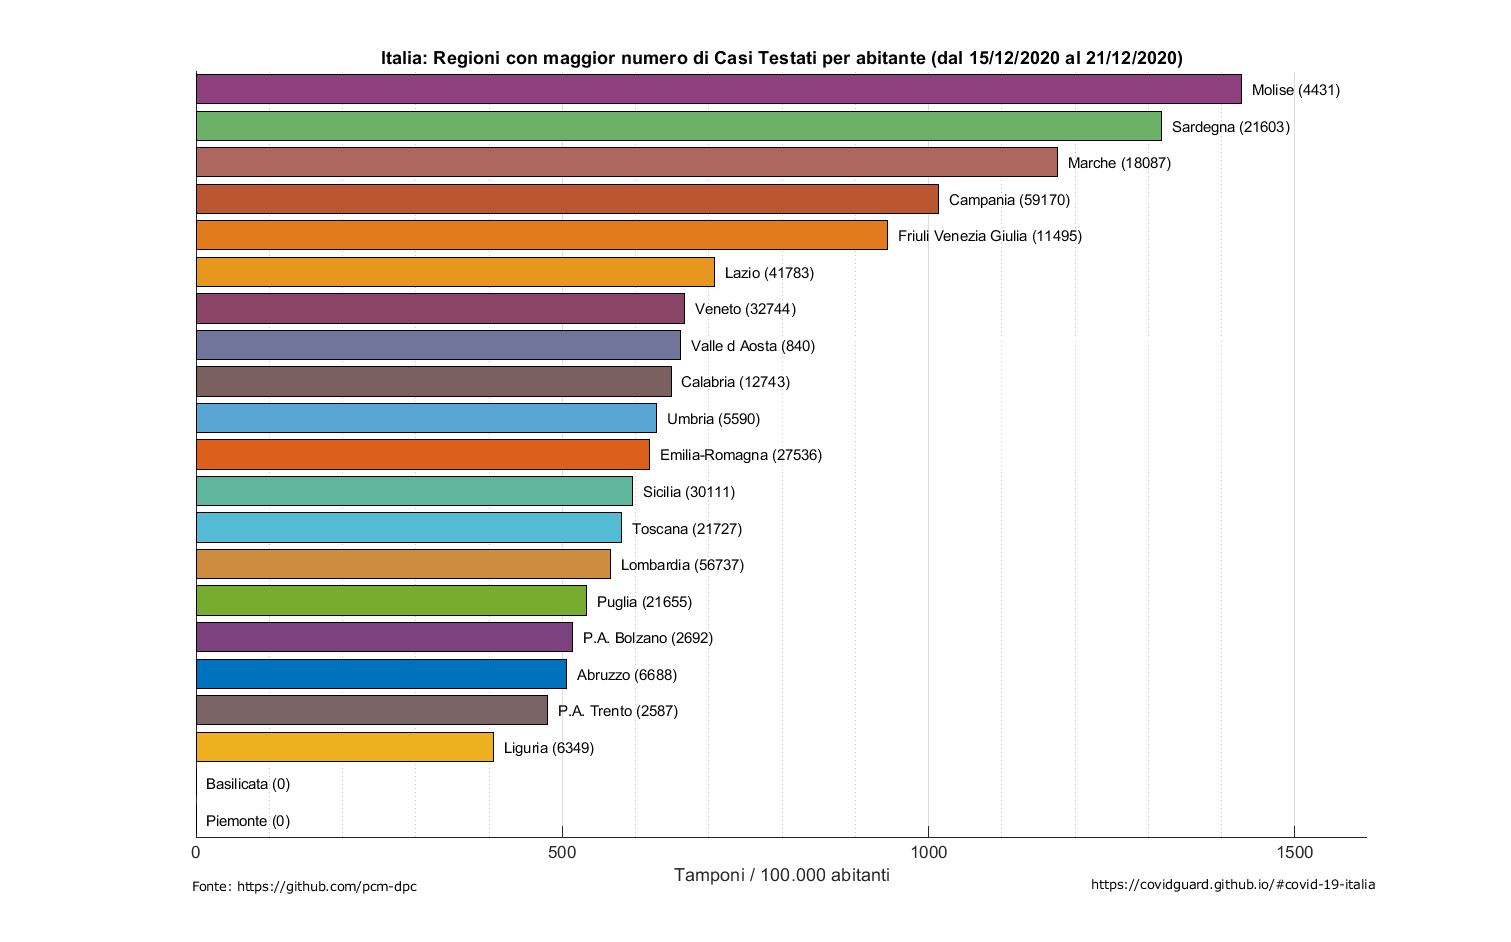 Italia: Regioni con maggior numero di Casi Testati per abitante (dal 15/12/2020 al 21/12/2020)
Molise (4431)
Sardegna (21603)
Marche (18087)
Campania (59170)
Friuli Venezia Giulia (11495)
Lazio (41783)
Veneto (32744)
Valle d Aosta (840)
Calabria (12743)
Umbria (5590)
Emilia-Romagna (27536)
Sicilia (30111)
Toscana (21727)
Lombardia (56737)
Puglia (21655)
P.A. Bolzano (2692)
Abruzzo (6688)
P.A. Trento (2587)
Liguria (6349)
Basilicata (0)
Piemonte (0)
0 500 1000 1500
Tamponi / 100.000 abitanti
Fonte: https://github.com/pcm-dpc
https://covidguard.github.io/#covid-19-italia